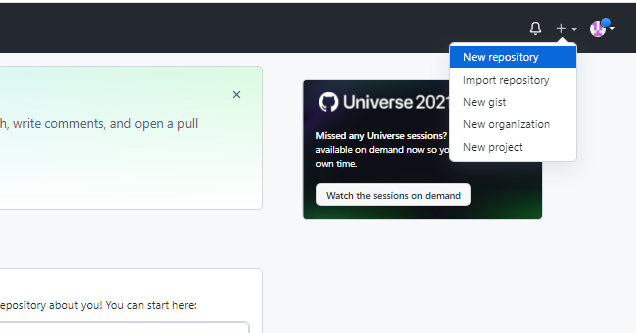 New repository
Import repository
New gist
New organization
New project
h, write comments, and open a pull
Universe 2021
Missed any Universe sessions?
available on demand now so yo
own time.
Watch the sessions on demand
epository about you! You can start here: